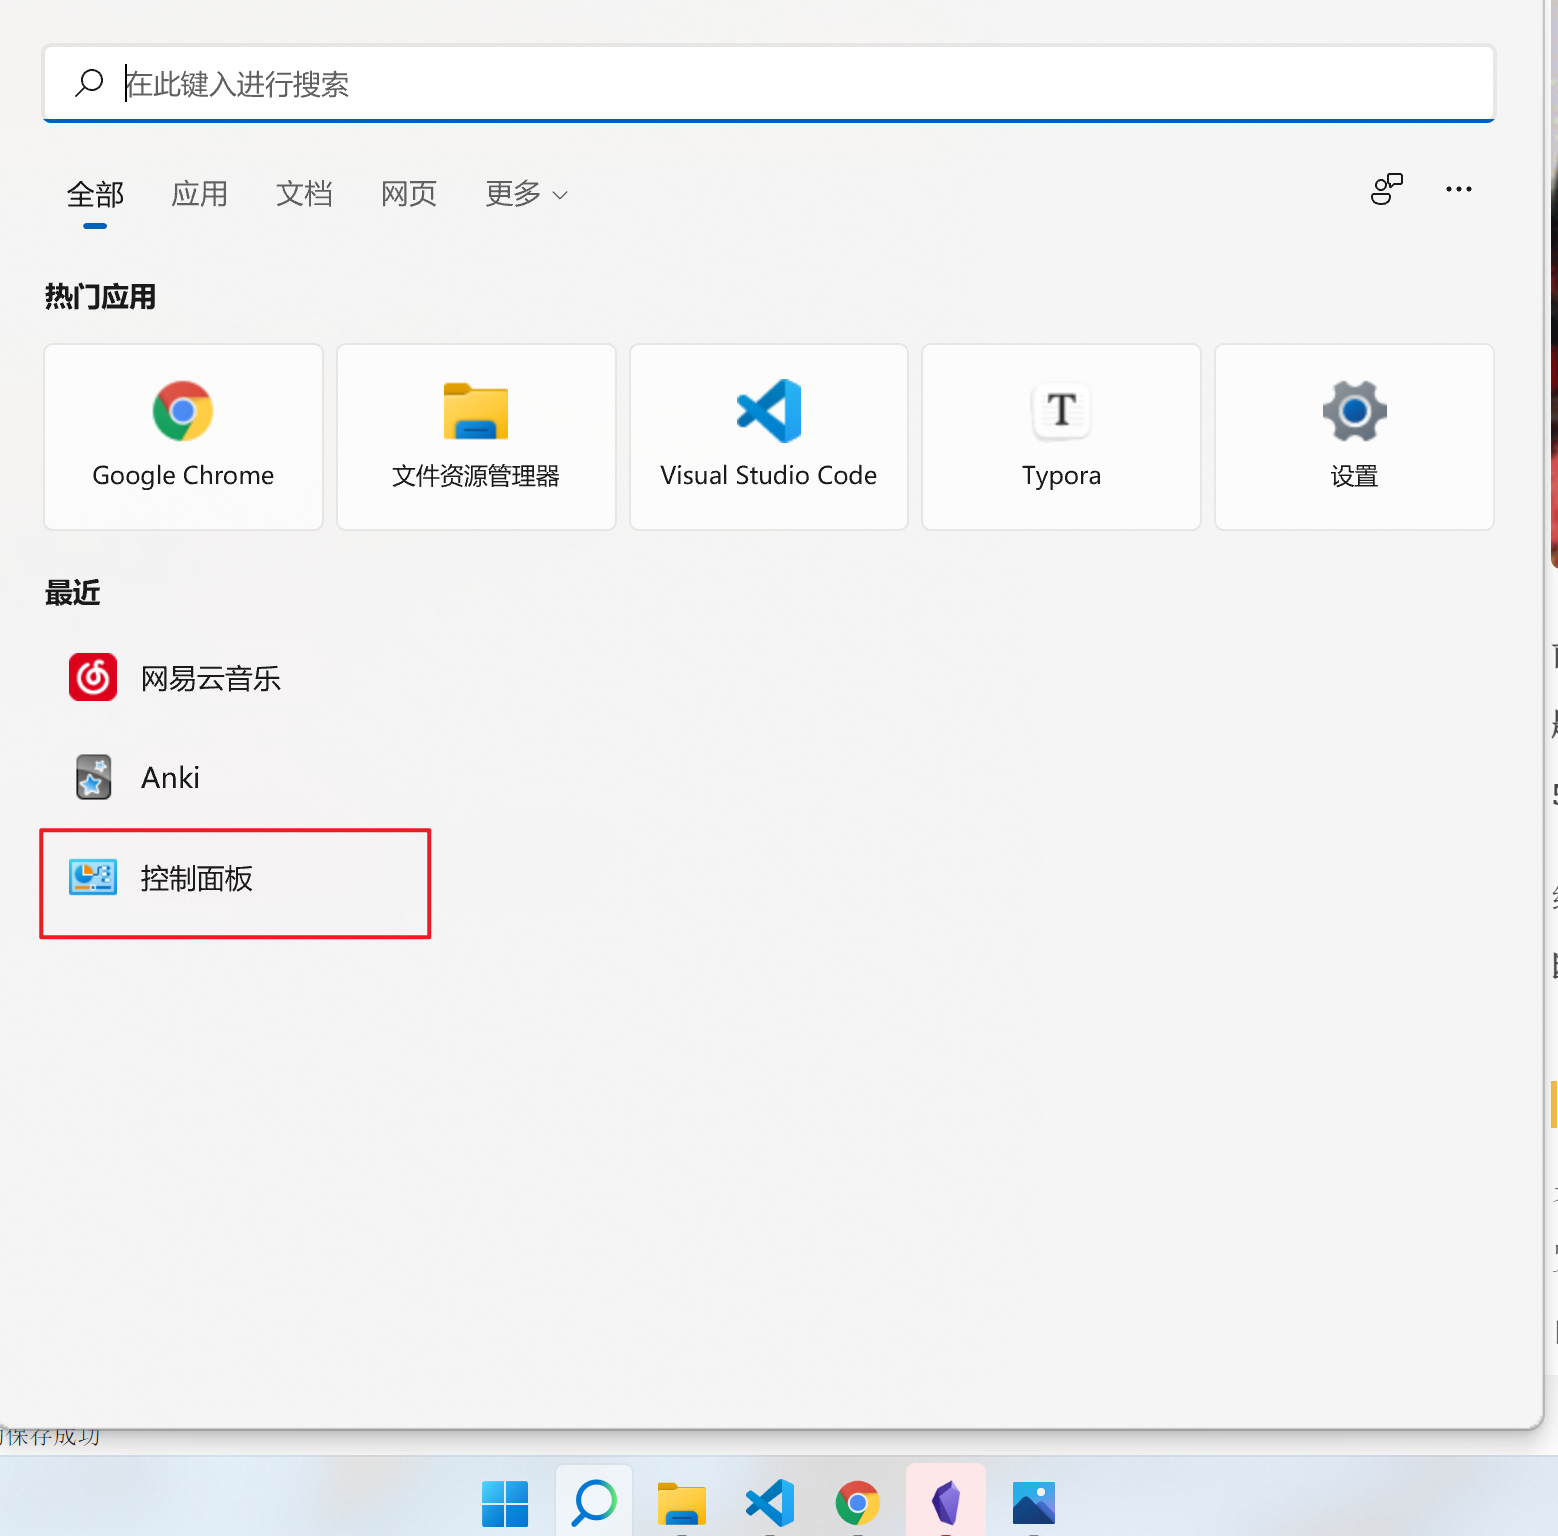 在此键入进行搜索
全部 应用 文档 网页 更多
热门应用
Google Chrome 文件资源管理器 Visual Studio Code Typora 设置
最近
网易云音乐
Anki
控制面板
保存成功